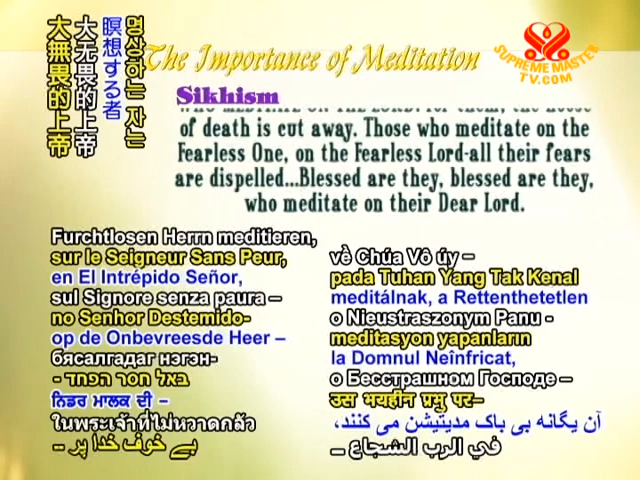 The Importance of Meditation
SUPREME MASTER
TV.COM
Sikhism
of death is cut away. Those who meditate on the
Fearless One, on the Fearless Lord-all their fears
are dispelled...Blessed are they, blessed are they,
who meditate on their Dear Lord.
명상하는 자는
瞑想する者
大无畏的上帝
大無畏的上帝
Furchtlosen Herrn meditieren,
sur le Seigneur Sans Peur,
en El Intrépido Señor,
sul Signore senza paura –
no Senhor Destemido-
op de Onbevreesde Heer –
бясалгадаг нэгэн-
באל חסר הפחד -
ਨਿਡਰ ਮਾਲਕ ਦੀ –
ในพระเจ้าที่ไม่หวาดกลัว
بے خوف خدا پر –
về Chúa Vô úy –
pada Tuhan Yang Tak Kenal
meditálnak, a Rettenthetetlen
o Nieustraszonym Panu -
meditasyon yapanların
la Domnul Neînfricat,
о Бесстрашном Господе –
उस भयहीन प्रभु पर–
آن یگانه بی باک مدیتیشن می کنند،
في الرب الشجاع –